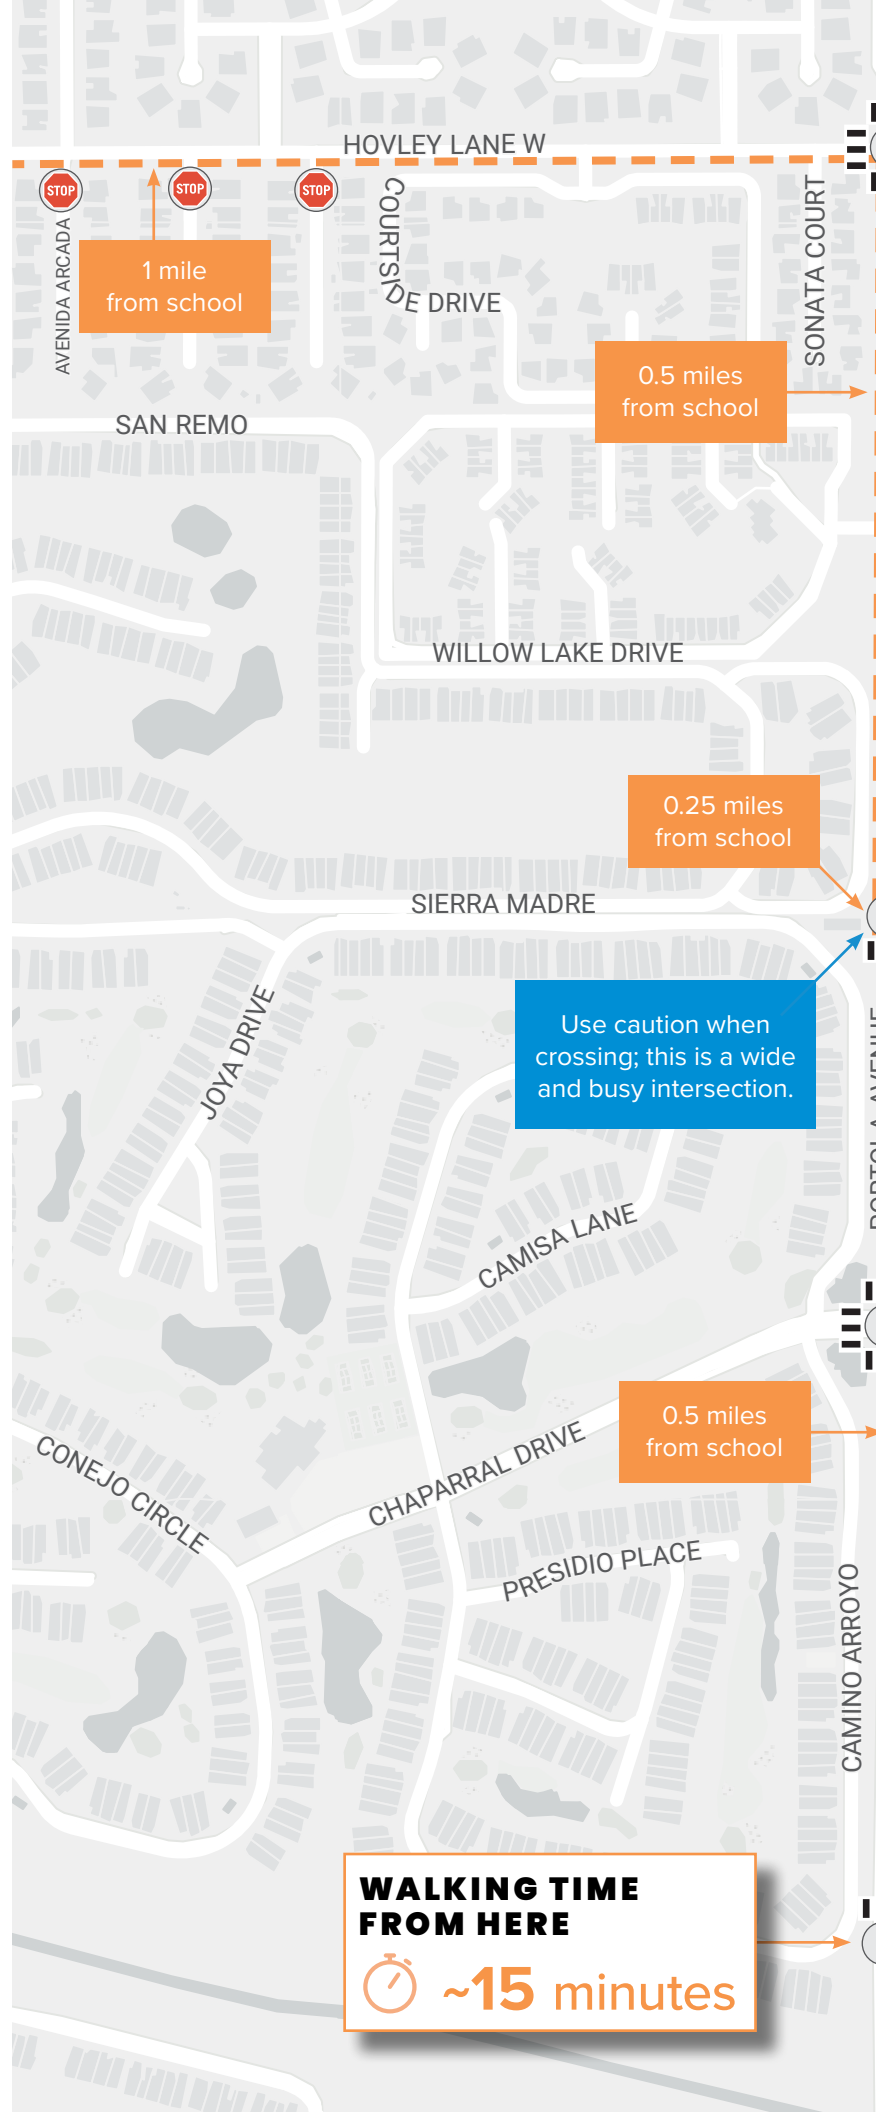 HOVLEY LANE W
STOP
STOP
STOP
AVENIDA ARCADA
1 mile
from school
COURTSIDE DRIVE
SONATA COURT
0.5 miles
from school
SAN REMO
WILLOW LAKE DRIVE
0.25 miles
from school
SIERRA MADRE
JOYA DRIVE
Use caution when
crossing; this is a wide
and busy intersection.
PORTOLA AVENUE
CAMISA LANE
0.5 miles
from school
CHAPARRAL DRIVE
CONEJO CIRCLE
PRESIDIO PLACE
CAMINO ARROYO
WALKING TIME
FROM HERE
~15 minutes